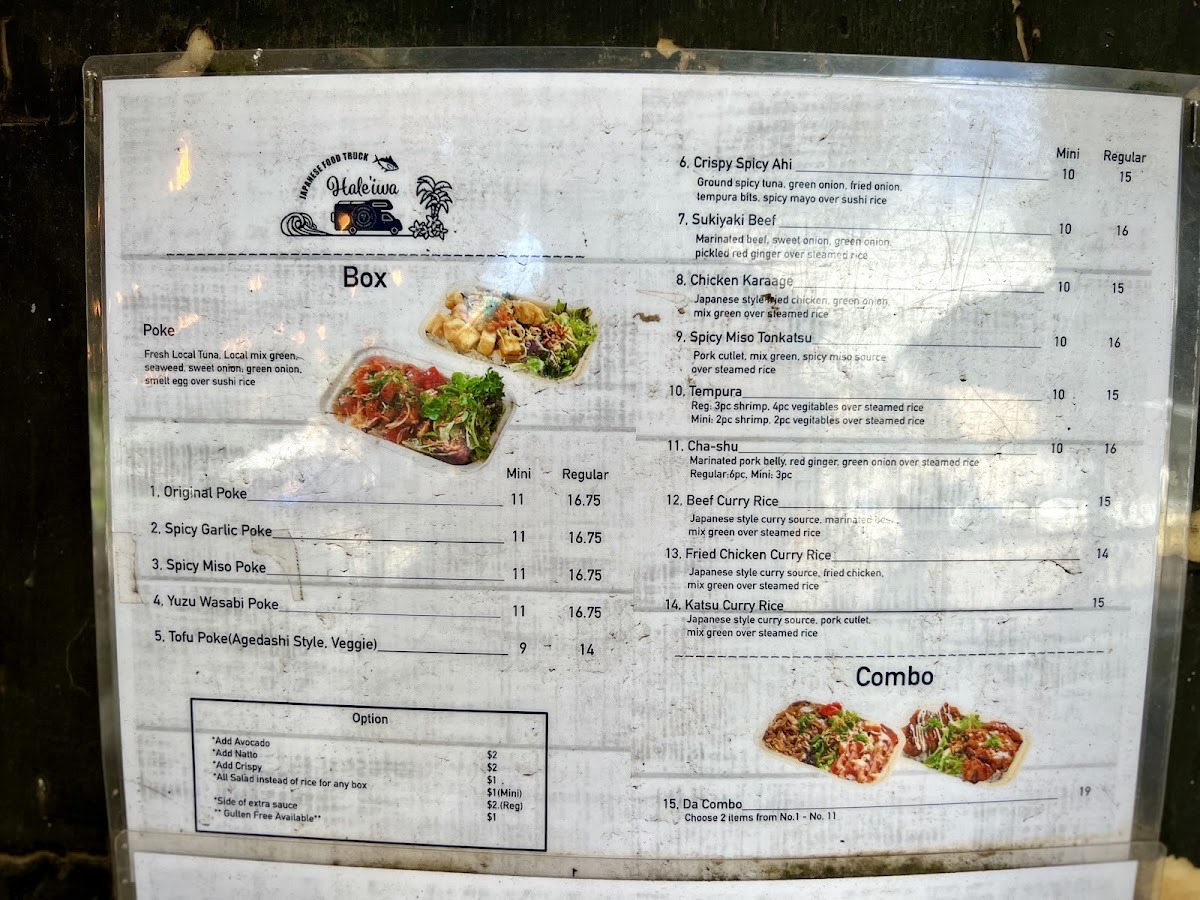 JAPANESE FOOD TRUCK
Hale'iwa
Box
Poke
Fresh Local Tuna, Local mix green,
seaweed, sweet onion, green onion,
smelt egg over sushi rice
Mini Regular
1. Original Poke 11 16.75
2. Spicy Garlic Poke 11 16.75
3. Spicy Miso Poke 11 16.75
4. Yuzu Wasabi Poke 11 16.75
5. Tofu Poke(Agedashi Style, Veggie) 9 14
Option
*Add Avocado $2
*Add Natto $2
*Add Crispy $1
*All Salad instead of rice for any box $1(Mini)
$2.(Reg)
*Side of extra sauce $1
** Gulten Free Available**
Mini Regular
6. Crispy Spicy Ahi 10 15
Ground spicy tuna, green onion, fried onion,
tempura bits, spicy mayo over sushi rice
7. Sukiyaki Beef 10 16
Marinated beef, sweet onion, green onion,
pickled red ginger over steamed rice
8. Chicken Karaage 10 15
Japanese style fried chicken, green onion,
mix green over steamed rice
9. Spicy Miso Tonkatsu 10 16
Pork cutlet, mix green, spicy miso source
over steamed rice
10. Tempura 10 15
Reg: 3pc shrimp, 4pc vegitables over steamed rice
Mini: 2pc shrimp, 2pc vegitables over steamed rice
11. Cha-shu 10 16
Marinated pork belly, red ginger, green onion over steamed rice
Regular:6pc, Mini: 3pc
12. Beef Curry Rice 15
Japanese style curry source, marinated beef,
mix green over steamed rice
13. Fried Chicken Curry Rice 14
Japanese style curry source, fried chicken,
mix green over steamed rice
14. Katsu Curry Rice 15
Japanese style curry source, pork cutlet,
mix green over steamed rice
Combo
15. Da Combo 19
Choose 2 items from No.1 - No. 11